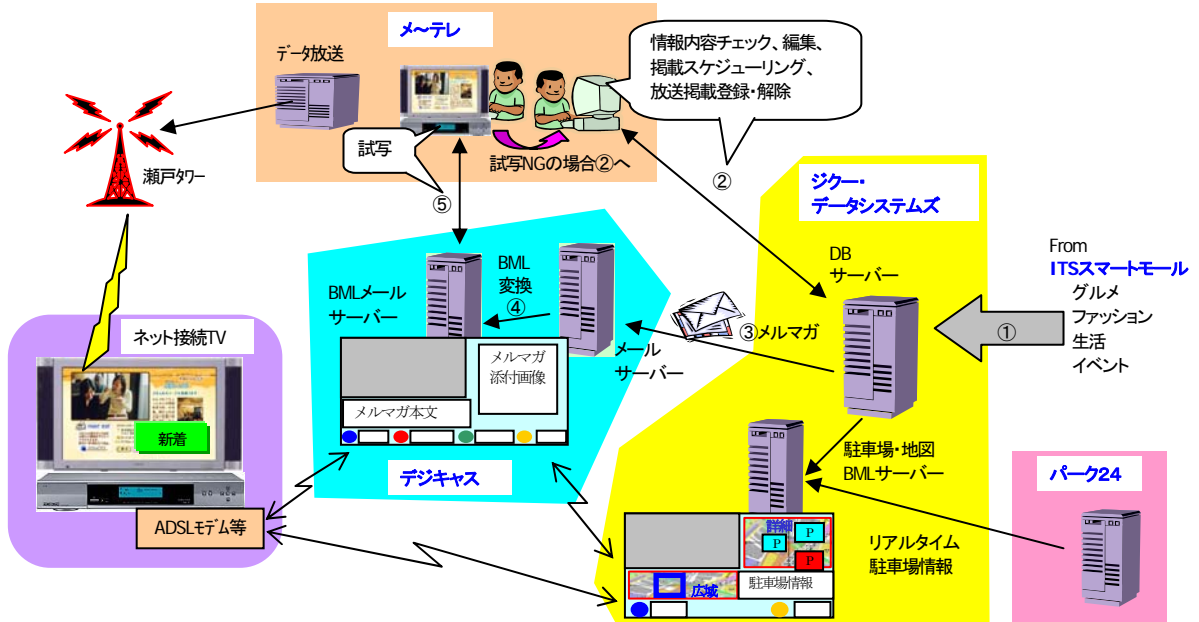 メ～テレ
データ放送
情報内容チェック、編集、
掲載スケジューリング、
放送掲載登録・解除
試写
試写NGの場合②へ
瀬戸タワー
⑤
②
ジクー・
データシステムズ
DB
サーバー
From
ITSスマートモール
グルメ
ファッション
生活
イベント
①
BML
変換
④
BMLメール
サーバー
③メルマガ
メール
サーバー
メルマガ
添付画像
メルマガ本文
デジキャス
ネット接続TV
新着
ADSLモデム等
駐車場・地図
BMLサーバー
パーク24
詳細
P
P
P
広域
駐車場情報
リアルタイム
駐車場情報